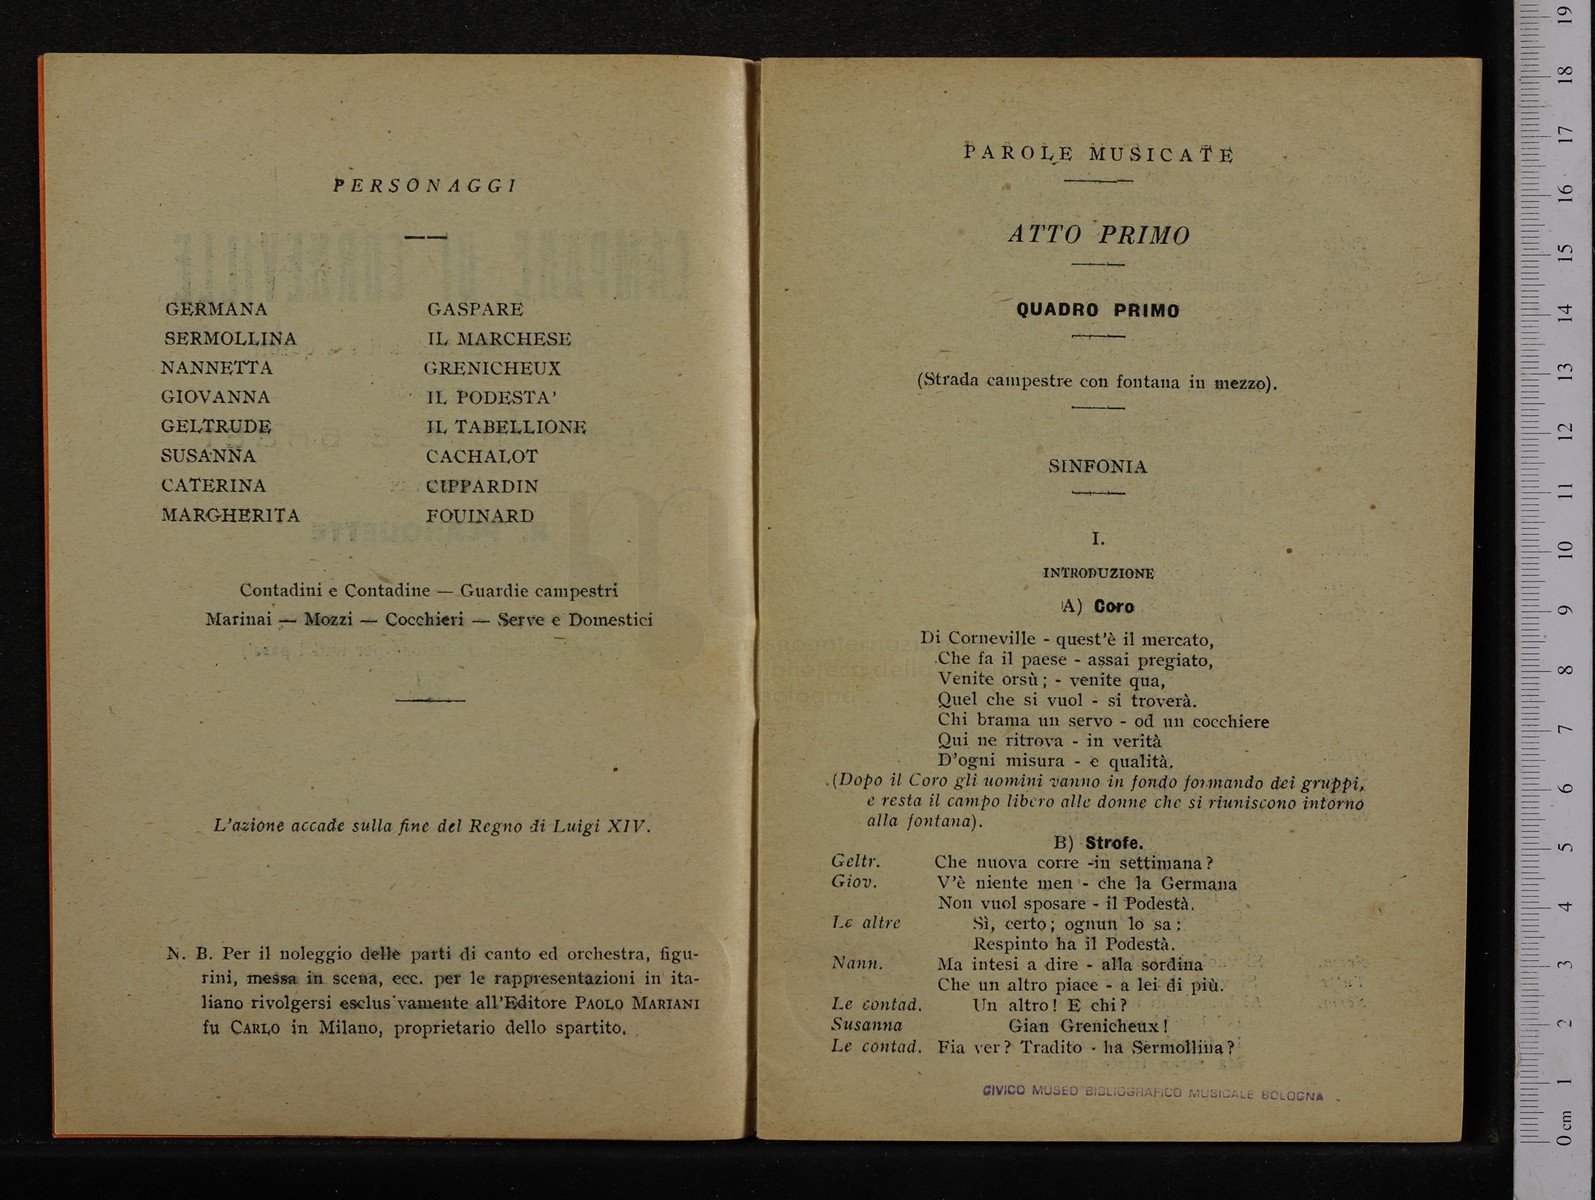 PERSONAGGI
GERMANA
SERMOLLINA
NANNETTA
GIOVANNA
GELTRUDE
SUSANNA
CATERINA
MARGHERITA
GASPARE
IL MARCHESE
GRENICHEUX
IL PODESTA'
IL TABELLIONE
CACHALOT
CIPPARDIN
FOUINARD
Contadini e Contadine — Guardie campestri
Marinai — Mozzi — Cocchieri — Serve e Domestici
L'azione accade sulla fine del Regno di Luigi XIV.
N. B. Per il noleggio delle parti di canto ed orchestra, figu-
rini, messa in scena, ecc. per le rappresentazioni in ita-
liano rivolgersi esclus vamente all'Editore PAOLO MARIANI
fu CARLO in Milano, proprietario dello spartito.
PAROLE MUSICATE
ATTO PRIMO
QUADRO PRIMO
(Strada campestre con fontana in mezzo).
SINFONIA
I.
INTRODUZIONE
A) Coro
Di Corneville - quest'è il mercato,
Che fa il paese - assai pregiato,
Venite orsù; - venite qua,
Quel che si vuol - si troverà.
Chi brama un servo - od un cocchiere
Qui ne ritrova - in verità
D'ogni misura - e qualità.
(Dopo il Coro gli uomini vanno in fondo formando dei gruppi,
e resta il campo libero alle donne che si riuniscono intorno
alla fontana).
B) Strofe.
Geltr. Che nuova corre -in settimana?
Giov. V'è niente men - che la Germana
Non vuol sposare - il Podestà.
Le altre Sì, certo; ognun lo sa;
Respinto ha il Podestà.
Nann. Ma intesi a dire - alla sordina
Che un altro piace - a lei di più.
Le contad. Un altro! E chi?
Susanna Gian Grenicheux!
Le contad. Fia ver? Tradito - ha Sermollina?
CIVICO MUSEO BIBLIOGRAFICO MUSICALE BOLOGNA
0 cm 1 2 3 4 5 6 7 8 9 10 11 12 13 14 15 16 17 18 19